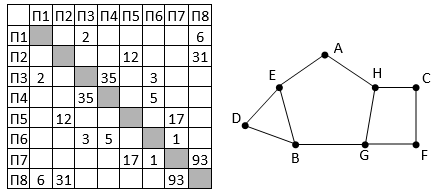 П1 П2 П3 П4 П5 П6 П7 П8
П1 2 6
П2 12 31
П3 2 35 3
П4 35 5
П5 12 17
П6 3 5 1
П7 17 1 93
П8 6 31 93
A
E H C
D
B G F